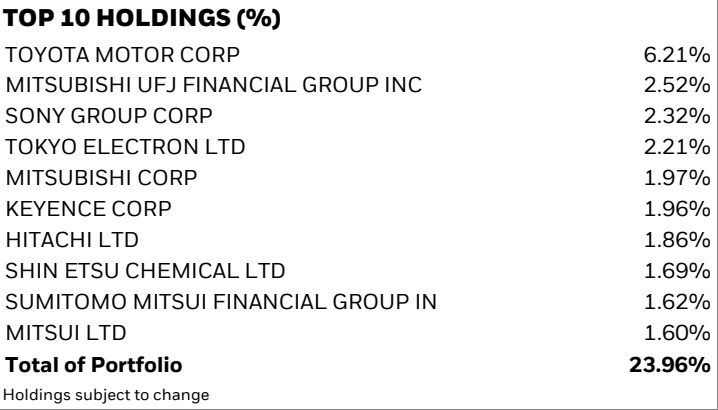 TOP 10 HOLDINGS (%)
TOYOTA MOTOR CORP 6.21%
MITSUBISHI UFJ FINANCIAL GROUP INC 2.52%
SONY GROUP CORP 2.32%
TOKYO ELECTRON LTD 2.21%
MITSUBISHI CORP 1.97%
KEYENCE CORP 1.96%
HITACHI LTD 1.86%
SHIN ETSU CHEMICAL LTD 1.69%
SUMITOMO MITSUI FINANCIAL GROUP IN 1.62%
MITSUI LTD 1.60%
Total of Portfolio 23.96%
Holdings subject to change